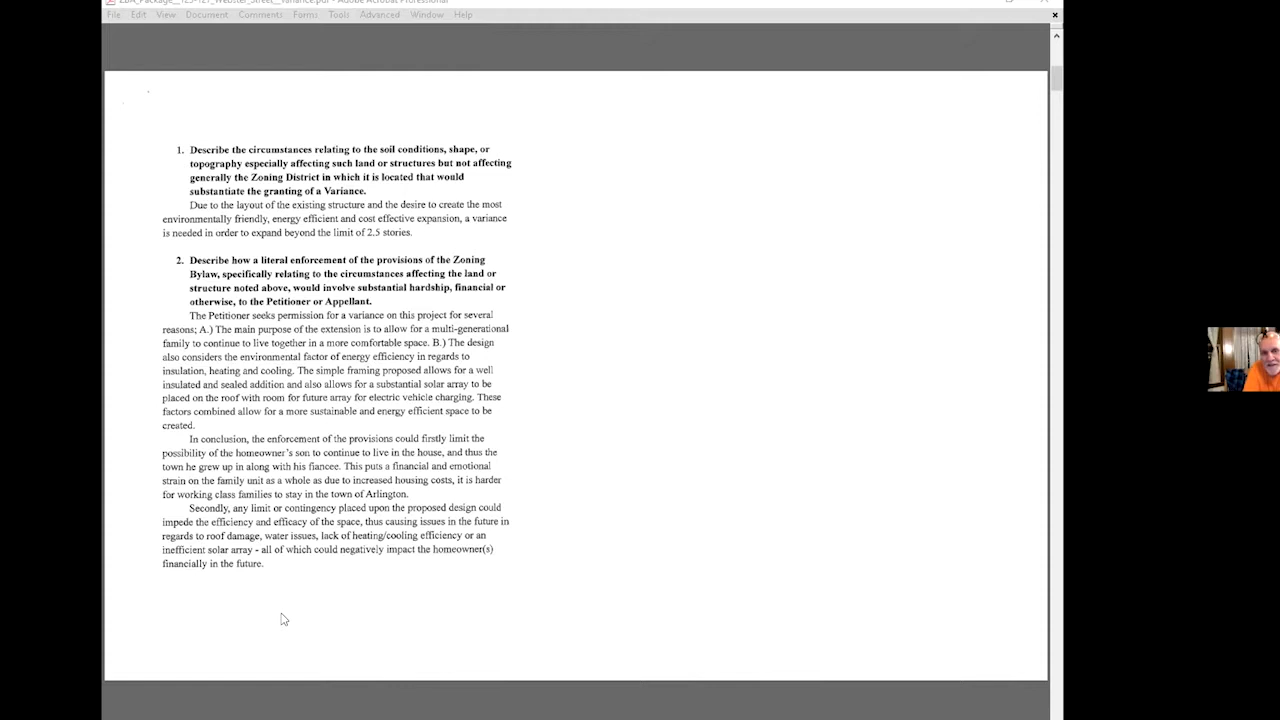 ZBA_Package__125-127_Webster_Street__Variance.pdf - Adobe Acrobat Professional
File Edit View Document Comments Forms Tools Advanced Window Help
1. Describe the circumstances relating to the soil conditions, shape, or
topography especially affecting such land or structures but not affecting
generally the Zoning District in which it is located that would
substantiate the granting of a Variance.
Due to the layout of the existing structure and the desire to create the most
environmentally friendly, energy efficient and cost effective expansion, a variance
is needed in order to expand beyond the limit of 2.5 stories.
2. Describe how a literal enforcement of the provisions of the Zoning
Bylaw, specifically relating to the circumstances affecting the land or
structure noted above, would involve substantial hardship, financial or
otherwise, to the Petitioner or Appellant.
The Petitioner seeks permission for a variance on this project for several
reasons; A.) The main purpose of the extension is to allow for a multi-generational
family to continue to live together in a more comfortable space. B.) The design
also considers the environmental factor of energy efficiency in regards to
insulation, heating and cooling. The simple framing proposed allows for a well
insulated and sealed addition and also allows for a substantial solar array to be
placed on the roof with room for future array for electric vehicle charging. These
factors combined allow for a more sustainable and energy efficient space to be
created.
In conclusion, the enforcement of the provisions could firstly limit the
possibility of the homeowner's son to continue to live in the house, and thus the
town he grew up in along with his fiancee. This puts a financial and emotional
strain on the family unit as a whole as due to increased housing costs, it is harder
for working class families to stay in the town of Arlington.
Secondly, any limit or contingency placed upon the proposed design could
impede the efficiency and efficacy of the space, thus causing issues in the future in
regards to roof damage, water issues, lack of heating/cooling efficiency or an
inefficient solar array - all of which could negatively impact the homeowner(s)
financially in the future.